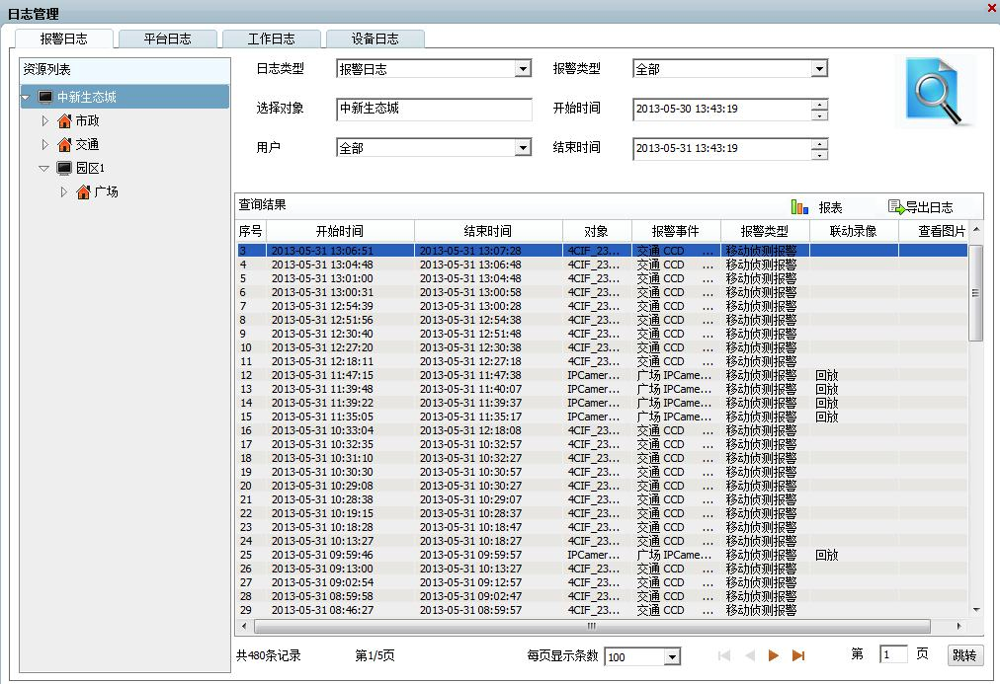 日志管理
报警日志 平台日志 工作日志 设备日志
资源列表
中新生态城
市政
交通
园区1
广场
日志类型 报警日志 报警类型 全部
选择对象 中新生态城 开始时间 2013-05-30 13:43:19
用户 全部 结束时间 2013-05-31 13:43:19
查询结果 报表 导出日志
序号 开始时间 结束时间 对象 报警事件 报警类型 联动录像 查看图片
3 2013-05-31 13:06:51 2013-05-31 13:07:28 4CIF_23... 交通 CCD ... 移动侦测报警
4 2013-05-31 13:04:48 2013-05-31 13:06:48 4CIF_23... 交通 CCD ... 移动侦测报警
5 2013-05-31 13:01:00 2013-05-31 13:04:48 4CIF_23... 交通 CCD ... 移动侦测报警
6 2013-05-31 13:00:31 2013-05-31 13:00:58 4CIF_23... 交通 CCD ... 移动侦测报警
7 2013-05-31 12:54:39 2013-05-31 13:00:28 4CIF_23... 交通 CCD ... 移动侦测报警
8 2013-05-31 12:51:56 2013-05-31 12:54:38 4CIF_23... 交通 CCD ... 移动侦测报警
9 2013-05-31 12:30:40 2013-05-31 12:51:48 4CIF_23... 交通 CCD ... 移动侦测报警
10 2013-05-31 12:27:20 2013-05-31 12:30:38 4CIF_23... 交通 CCD ... 移动侦测报警
11 2013-05-31 12:18:11 2013-05-31 12:27:18 4CIF_23... 交通 CCD ... 移动侦测报警
12 2013-05-31 11:47:15 2013-05-31 11:47:38 IPCamer... 广场 IPCame... 移动侦测报警 回放
13 2013-05-31 11:39:48 2013-05-31 11:40:07 IPCamer... 广场 IPCame... 移动侦测报警 回放
14 2013-05-31 11:39:22 2013-05-31 11:39:37 IPCamer... 广场 IPCame... 移动侦测报警 回放
15 2013-05-31 11:35:05 2013-05-31 11:35:17 IPCamer... 广场 IPCame... 移动侦测报警 回放
16 2013-05-31 10:33:04 2013-05-31 12:18:08 4CIF_23... 交通 CCD ... 移动侦测报警
17 2013-05-31 10:32:35 2013-05-31 10:32:57 4CIF_23... 交通 CCD ... 移动侦测报警
18 2013-05-31 10:31:10 2013-05-31 10:32:27 4CIF_23... 交通 CCD ... 移动侦测报警
19 2013-05-31 10:30:30 2013-05-31 10:30:57 4CIF_23... 交通 CCD ... 移动侦测报警
20 2013-05-31 10:29:08 2013-05-31 10:30:27 4CIF_23... 交通 CCD ... 移动侦测报警
21 2013-05-31 10:28:38 2013-05-31 10:29:07 4CIF_23... 交通 CCD ... 移动侦测报警
22 2013-05-31 10:19:15 2013-05-31 10:28:37 4CIF_23... 交通 CCD ... 移动侦测报警
23 2013-05-31 10:18:28 2013-05-31 10:18:47 4CIF_23... 交通 CCD ... 移动侦测报警
24 2013-05-31 10:13:27 2013-05-31 10:18:27 4CIF_23... 交通 CCD ... 移动侦测报警
25 2013-05-31 09:59:46 2013-05-31 09:59:57 IPCamer... 广场 IPCame... 移动侦测报警 回放
26 2013-05-31 09:13:00 2013-05-31 10:13:27 4CIF_23... 交通 CCD ... 移动侦测报警
27 2013-05-31 09:02:54 2013-05-31 09:12:57 4CIF_23... 交通 CCD ... 移动侦测报警
28 2013-05-31 08:59:58 2013-05-31 09:02:47 4CIF_23... 交通 CCD ... 移动侦测报警
29 2013-05-31 08:46:27 2013-05-31 08:59:57 4CIF_23... 交通 CCD ... 移动侦测报警
共480条记录 第1/5页 每页显示条数 100 第 1 页 跳转